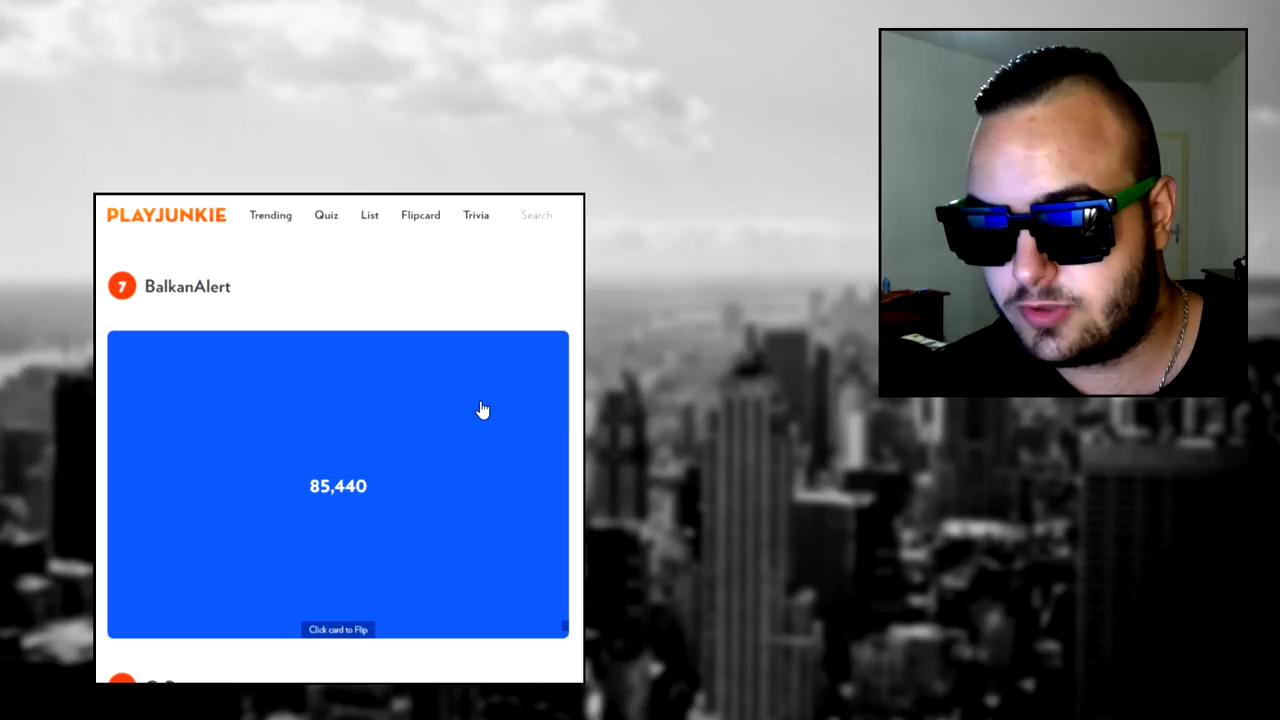 PLAYJUNKIE Trending Quiz List Flipcard Trivia Search
7 BalkanAlert
85,440
Click card to Flip